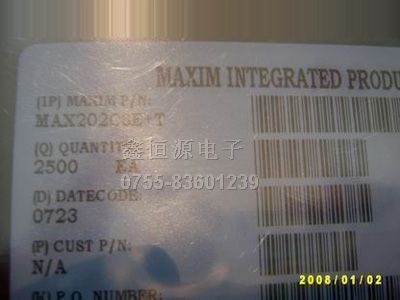 MAXIM INTEGRATED PRODU
(1P) MAXIM P/N:
MAX202CSE+T
(Q) QUANTITY
2500 EA
鑫恒源电子
0755-83601239
(D) DATECODE:
0723
(P) CUST P/N:
N/A
(K) P.O. NUMBER:
2008/01/02